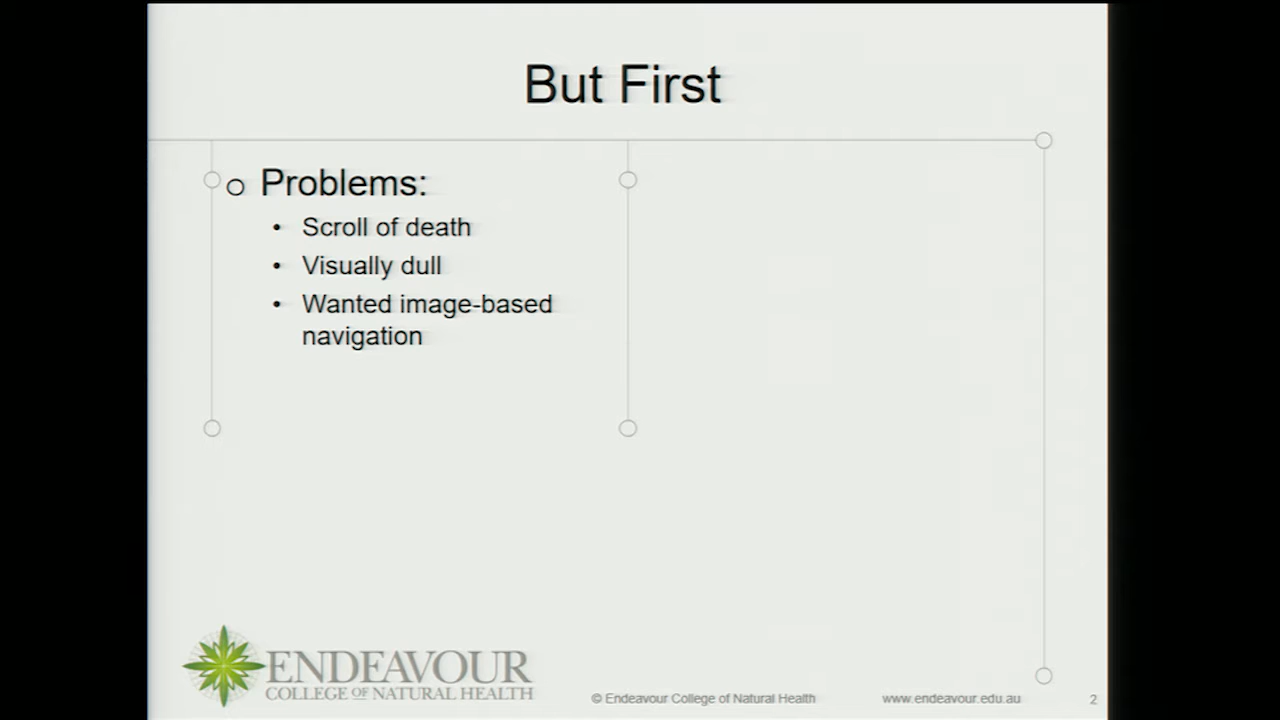 But First
Problems:
• Scroll of death
• Visually dull
• Wanted image-based
navigation
ENDEAVOUR
COLLEGE OF NATURAL HEALTH
© Endeavour College of Natural Health
www.endeavour.edu.au
2